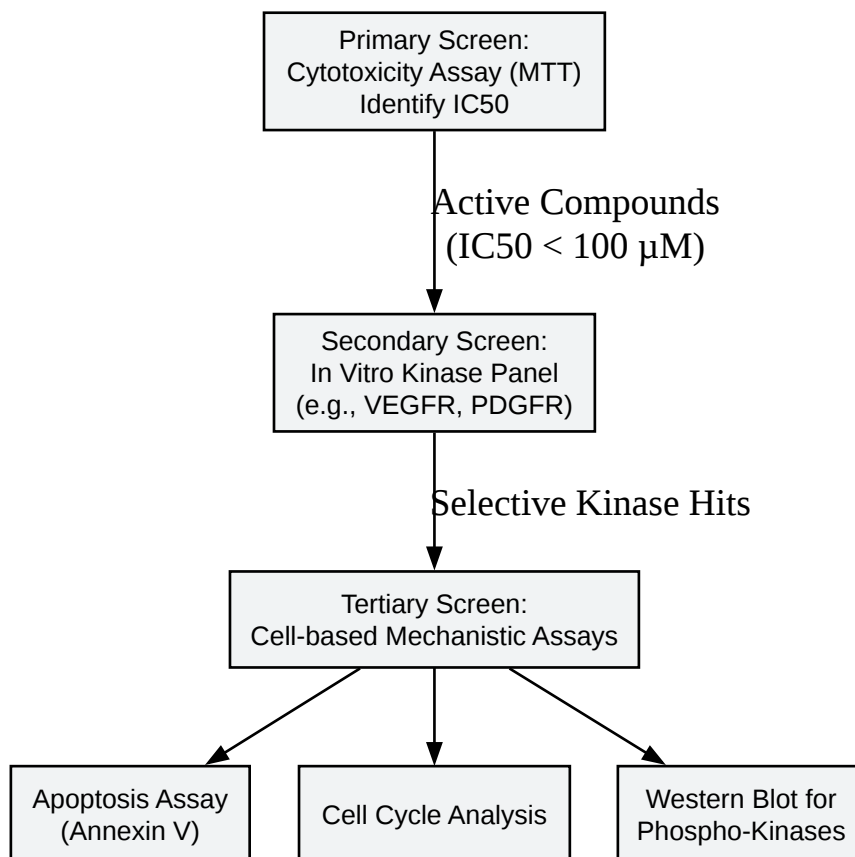 Primary Screen:
Cytotoxicity Assay (MTT)
Identify IC50
Active Compounds
(IC50 < 100 µM)
Secondary Screen:
In Vitro Kinase Panel
(e.g., VEGFR, PDGFR)
Selective Kinase Hits
Tertiary Screen:
Cell-based Mechanistic Assays
Apoptosis Assay
(Annexin V)
Cell Cycle Analysis
Western Blot for
Phospho-Kinases